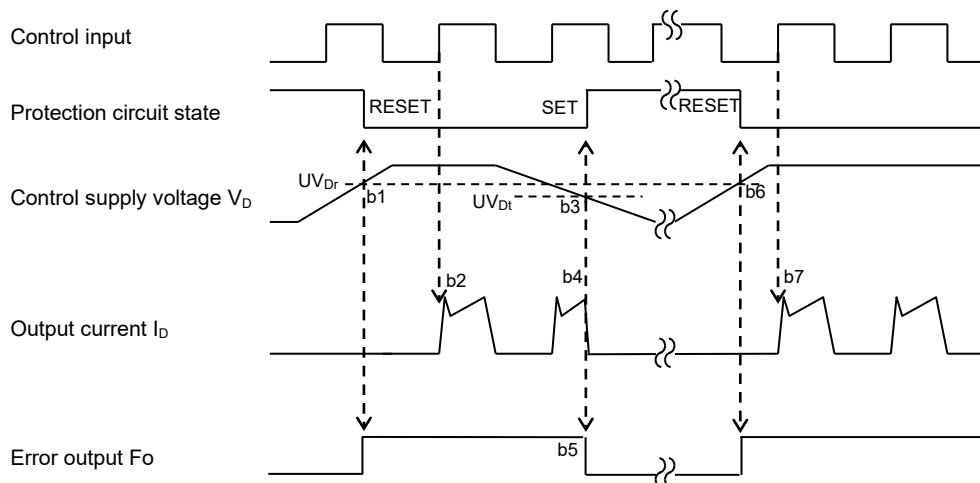 Control input
Protection circuit state
RESET
SET
RESET
Control supply voltage VD
UVDr
b1
UVDt
b3
b6
b2
b4
b7
Output current ID
Error output Fo
b5